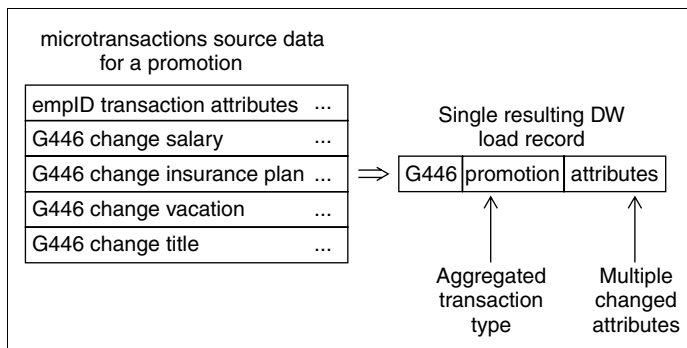 microtransactions source data
for a promotion
empID transaction attributes ...
G446 change salary ...
G446 change insurance plan ...
G446 change vacation ...
G446 change title ...
Single resulting DW
load record
G446 promotion attributes
Aggregated
transaction
type
Multiple
changed
attributes